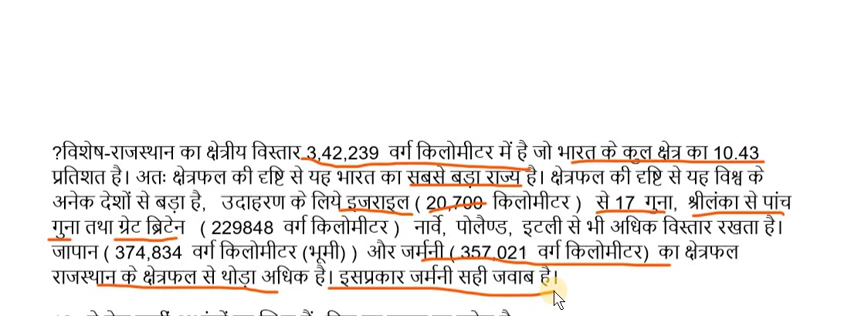 ?विशेष-राजस्थान का क्षेत्रीय विस्तार 3,42,239 वर्ग किलोमीटर में है जो भारत के कुल क्षेत्र का 10.43
प्रतिशत है। अतः क्षेत्रफल की दृष्टि से यह भारत का सबसे बड़ा राज्य है। क्षेत्रफल की दृष्टि से यह विश्व के
अनेक देशों से बड़ा है, उदाहरण के लिये इजराइल ( 20,700 किलोमीटर ) से 17 गुना, श्रीलंका से पांच
गुना तथा ग्रेट ब्रिटेन ( 229848 वर्ग किलोमीटर ) नार्वे, पोलैण्ड, इटली से भी अधिक विस्तार रखता है।
जापान ( 374,834 वर्ग किलोमीटर (भूमी) ) और जर्मनी ( 357,021 वर्ग किलोमीटर) का क्षेत्रफल
राजस्थान के क्षेत्रफल से थोड़ा अधिक है। इसप्रकार जर्मनी सही जवाब है।